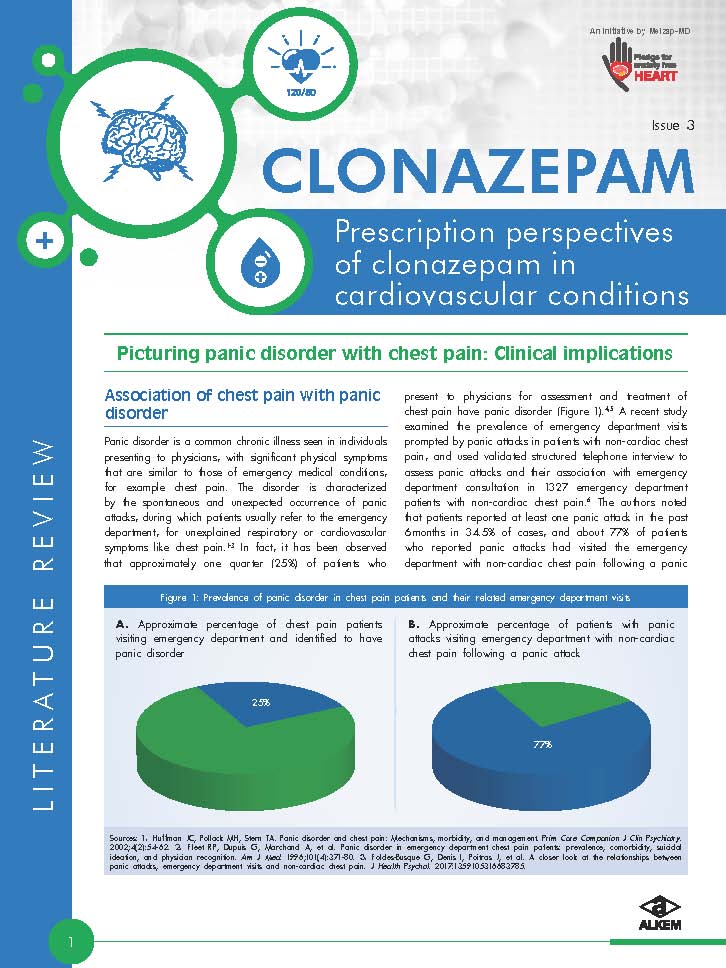 An Initiative by Melzap-MD
Pledge for
anxiety free
HEART
120/80
Issue 3
CLONAZEPAM
Prescription perspectives
of clonazepam in
cardiovascular conditions
LITERATURE REVIEW
Picturing panic disorder with chest pain: Clinical implications
Association of chest pain with panic
disorder
Panic disorder is a common chronic illness seen in individuals
presenting to physicians, with significant physical symptoms
that are similar to those of emergency medical conditions,
for example chest pain. The disorder is characterized
by the spontaneous and unexpected occurrence of panic
attacks, during which patients usually refer to the emergency
department, for unexplained respiratory or cardiovascular
symptoms like chest pain.1-3 In fact, it has been observed
that approximately one quarter (25%) of patients who
present to physicians for assessment and treatment of
chest pain have panic disorder (Figure 1).4,5 A recent study
examined the prevalence of emergency department visits
prompted by panic attacks in patients with non-cardiac chest
pain, and used validated structured telephone interview to
assess panic attacks and their association with emergency
department consultation in 1327 emergency department
patients with non-cardiac chest pain.6 The authors noted
that patients reported at least one panic attack in the past
6months in 34.5% of cases, and about 77% of patients
who reported panic attacks had visited the emergency
department with non-cardiac chest pain following a panic
Figure 1: Prevalence of panic disorder in chest pain patients and their related emergency department visits
A. Approximate percentage of chest pain patients
visiting emergency department and identified to have
panic disorder
25%
B. Approximate percentage of patients with panic
attacks visiting emergency department with non-cardiac
chest pain following a panic attack
77%
Sources: 1. Huffman JC, Pollack MH, Stern TA. Panic disorder and chest pain: Mechanisms, morbidity, and management. Prim Care Companion J Clin Psychiatry.
2002;4(2):54-62. 2. Fleet RP, Dupuis G, Marchand A, et al. Panic disorder in emergency department chest pain patients: prevalence, comorbidity, suicidal
ideation, and physician recognition. Am J Med. 1996;101(4):371-80. 3. Foldes-Busque G, Denis I, Poitras J, et al. A closer look at the relationships between
panic attacks, emergency department visits and non-cardiac chest pain. J Health Psychol. 2017:1359105316683785.
ALKEM
1